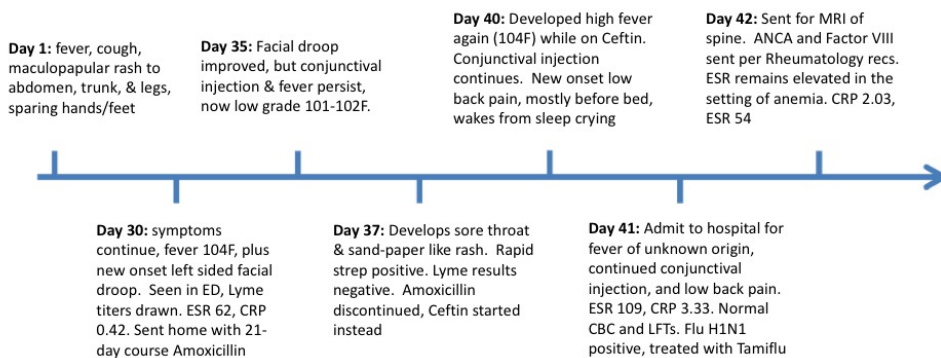 Day 1: fever, cough,
maculopapular rash to
abdomen, trunk, & legs,
sparing hands/feet
Day 35: Facial droop
improved, but conjunctival
injection & fever persist,
now low grade 101-102F.
Day 40: Developed high fever
again (104F) while on Ceftin.
Conjunctival injection
continues. New onset low
back pain, mostly before bed,
wakes from sleep crying
Day 42: Sent for MRI of
spine. ANCA and Factor VIII
sent per Rheumatology recs.
ESR remains elevated in the
setting of anemia. CRP 2.03,
ESR 54
Day 30: symptoms
continue, fever 104F, plus
new onset left sided facial
droop. Seen in ED, Lyme
titers drawn. ESR 62, CRP
0.42. Sent home with 21-
day course Amoxicillin
Day 37: Develops sore throat
& sand-paper like rash. Rapid
strep positive. Lyme results
negative. Amoxicillin
discontinued, Ceftin started
instead
Day 41: Admit to hospital for
fever of unknown origin,
continued conjunctival
injection, and low back pain.
ESR 109, CRP 3.33. Normal
CBC and LFTs. Flu H1N1
positive, treated with Tamiflu